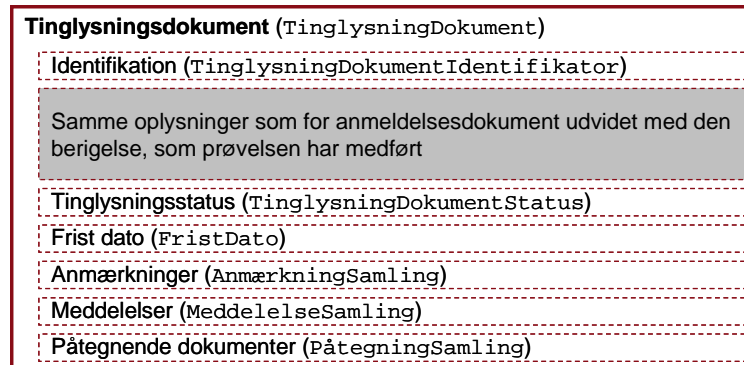 Tinglysningsdokument (TinglysningDokument)
Identifikation (TinglysningDokumentIdentifikator)
Samme oplysninger som for anmeldelsesdokument udvidet med den
berigelse, som prøvelsen har medført
Tinglysningsstatus (TinglysningDokumentStatus)
Frist dato (FristDato)
Anmærkninger (AnmærkningSamling)
Meddelelser (MeddelelseSamling)
Påtegnende dokumenter (PåtegningSamling)